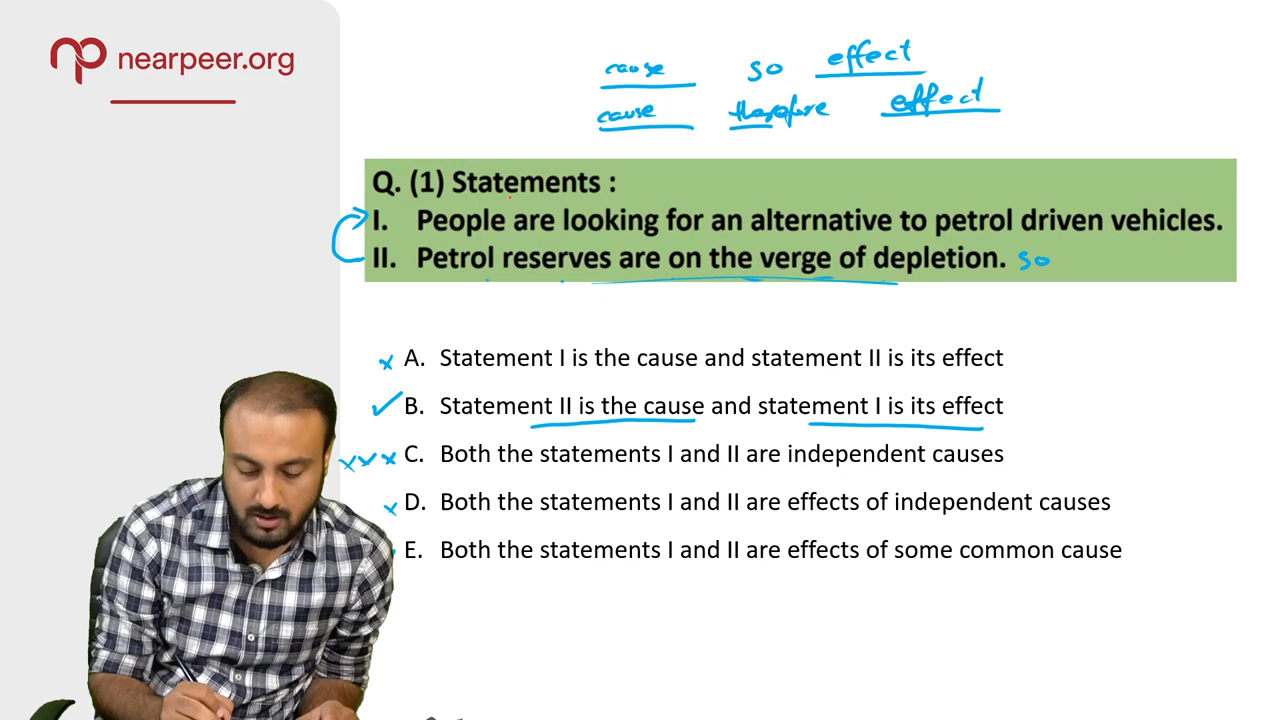 nearpeer.org
cause so effect
cause therefore effect
Q. (1) Statements :
I. People are looking for an alternative to petrol driven vehicles.
II. Petrol reserves are on the verge of depletion. so
A. Statement I is the cause and statement II is its effect
B. Statement II is the cause and statement I is its effect
C. Both the statements I and II are independent causes
D. Both the statements I and II are effects of independent causes
E. Both the statements I and II are effects of some common cause